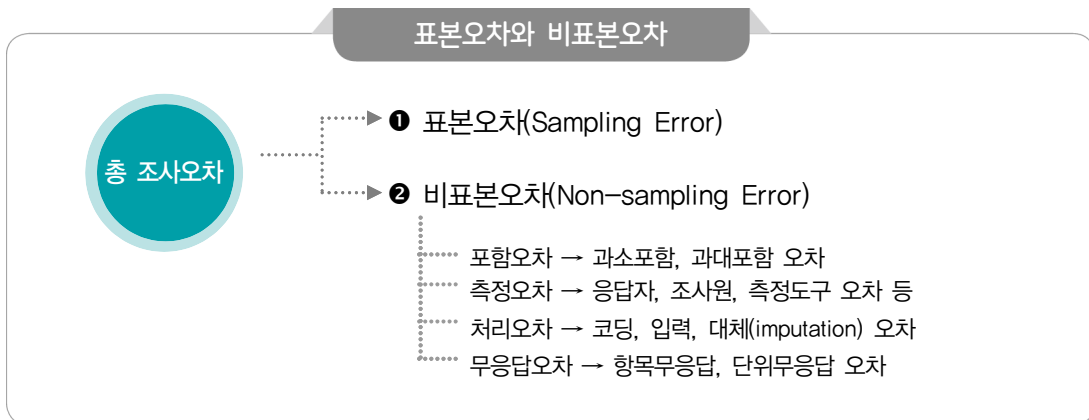 표본오차와 비표본오차
총 조사오차
❶ 표본오차(Sampling Error)
❷ 비표본오차(Non-sampling Error)
포함오차 → 과소포함, 과대포함 오차
측정오차 → 응답자, 조사원, 측정도구 오차 등
처리오차 → 코딩, 입력, 대체(imputation) 오차
무응답오차 → 항목무응답, 단위무응답 오차